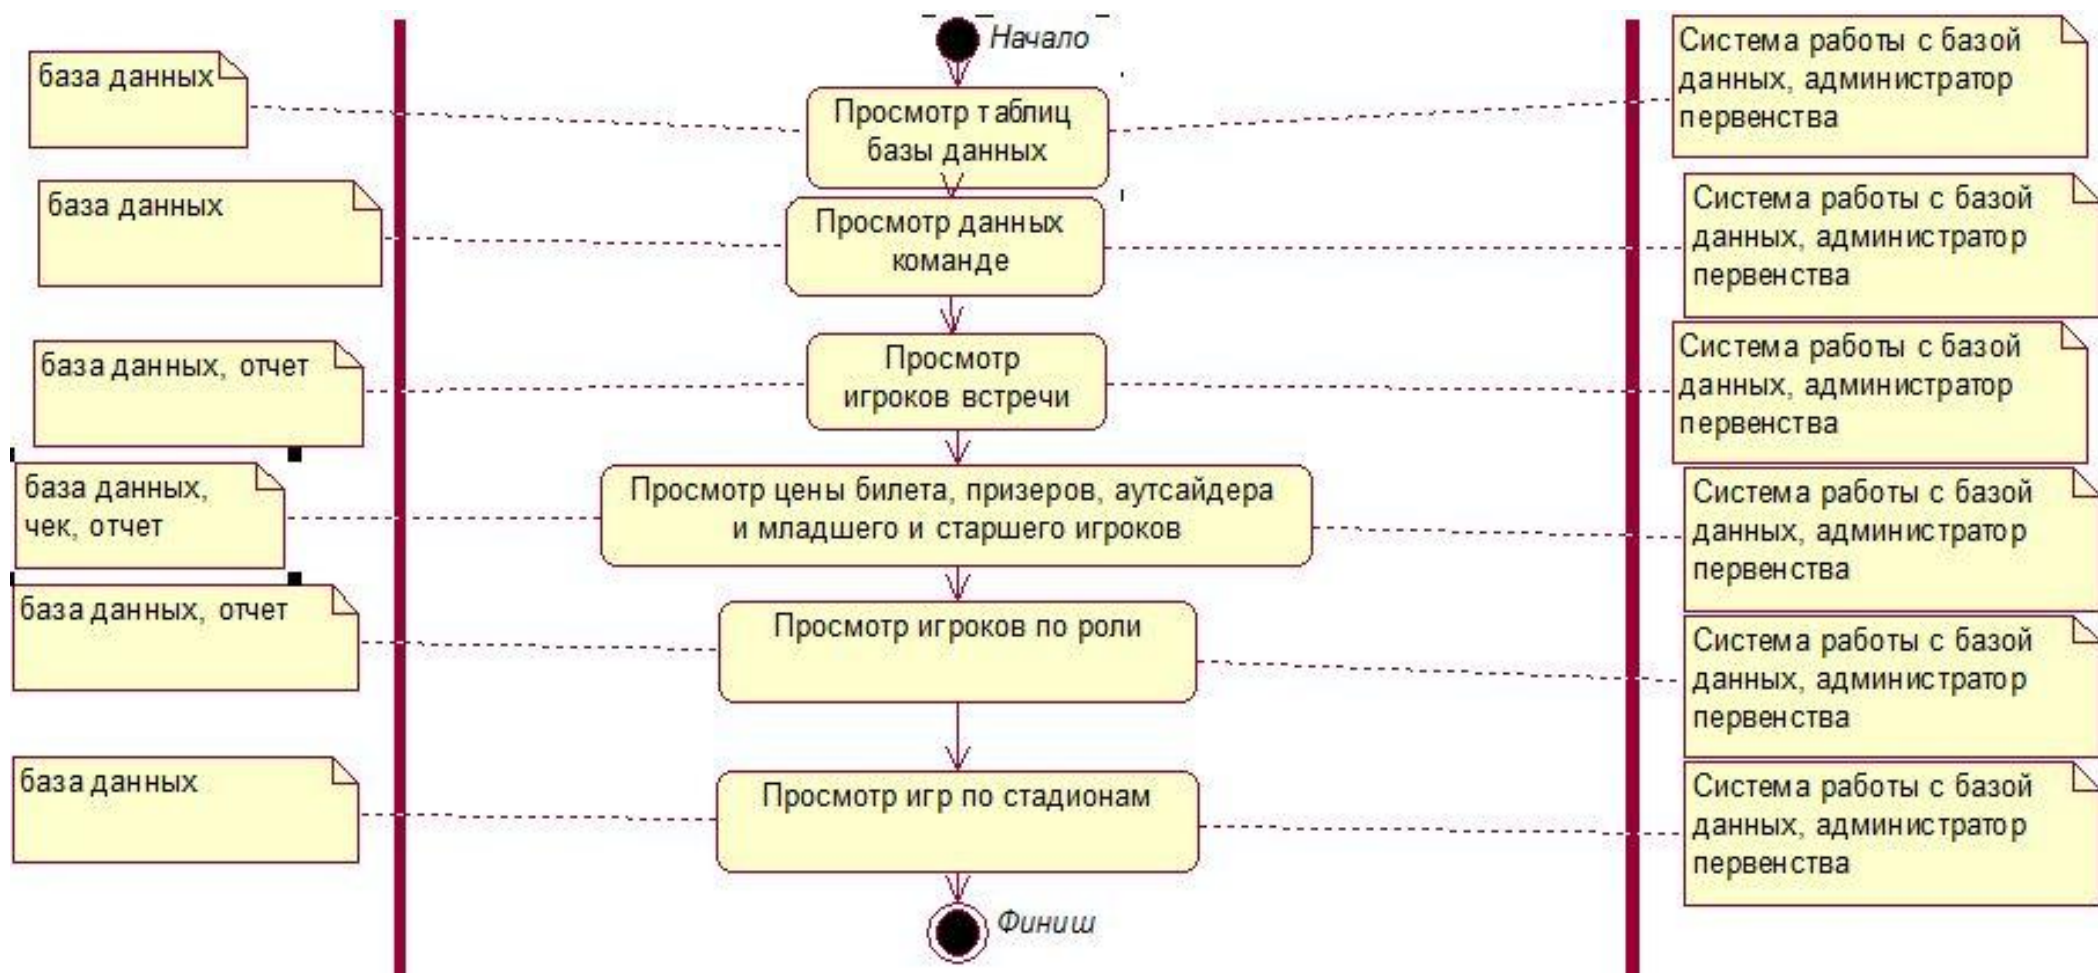 Начало
база данных
Просмотр таблиц
базы данных
Система работы с базой
данных, администратор
первенства
база данных
Просмотр данных
команде
Система работы с базой
данных, администратор
первенства
база данных, отчет
Просмотр
игроков встречи
Система работы с базой
данных, администратор
первенства
база данных,
чек, отчет
Просмотр цены билета, призеров, аутсайдера
и младшего и старшего игроков
Система работы с базой
данных, администратор
первенства
база данных, отчет
Просмотр игроков по роли
Система работы с базой
данных, администратор
первенства
база данных
Просмотр игр по стадионам
Система работы с базой
данных, администратор
первенства
Финиш